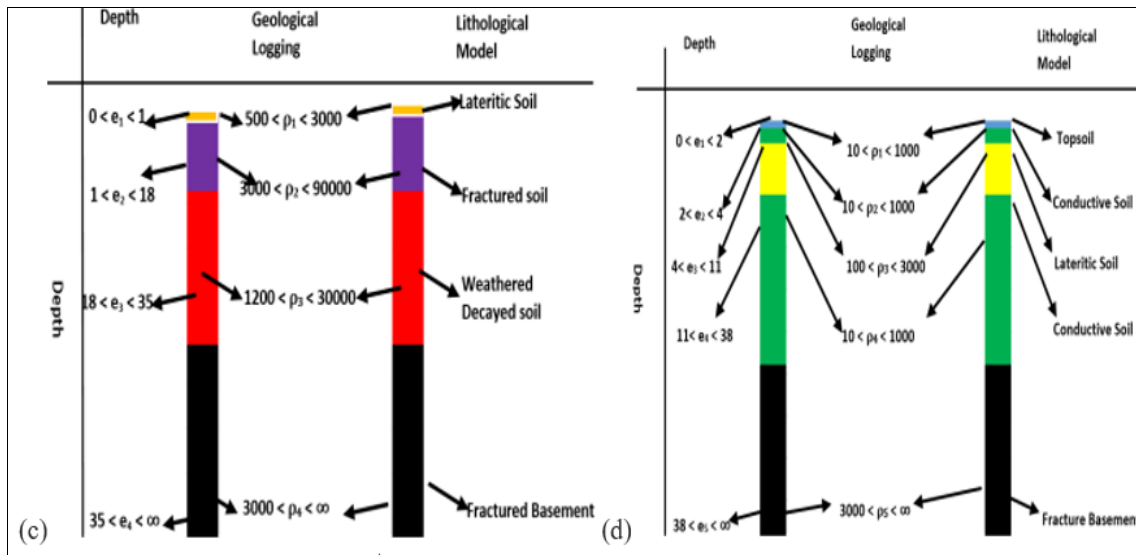 Depth
Geological
Logging
Lithological
Model
0 < e₁ < 1
500 < ρ₁ < 3000
Lateritic Soil
1 < e₂ < 18
3000 < ρ₂ < 90000
Fractured soil
18 < e₃ < 35
1200 < ρ₃ < 30000
Weathered
Decayed soil
35 < e₄ < ∞
3000 < ρ₄ < ∞
Fractured Basement
Depth
(c)
Depth
Geological
Logging
Lithological
Model
0 < e₁ < 2
10 < ρ₁ < 1000
Topsoil
2 < e₂ < 4
10 < ρ₂ < 1000
Conductive Soil
4 < e₃ < 11
100 < ρ₃ < 3000
Lateritic Soil
11 < e₄ < 38
10 < ρ₄ < 1000
Conductive Soil
38 < e₅ < ∞
3000 < ρ₅ < ∞
Fracture Basement
Depth
(d)